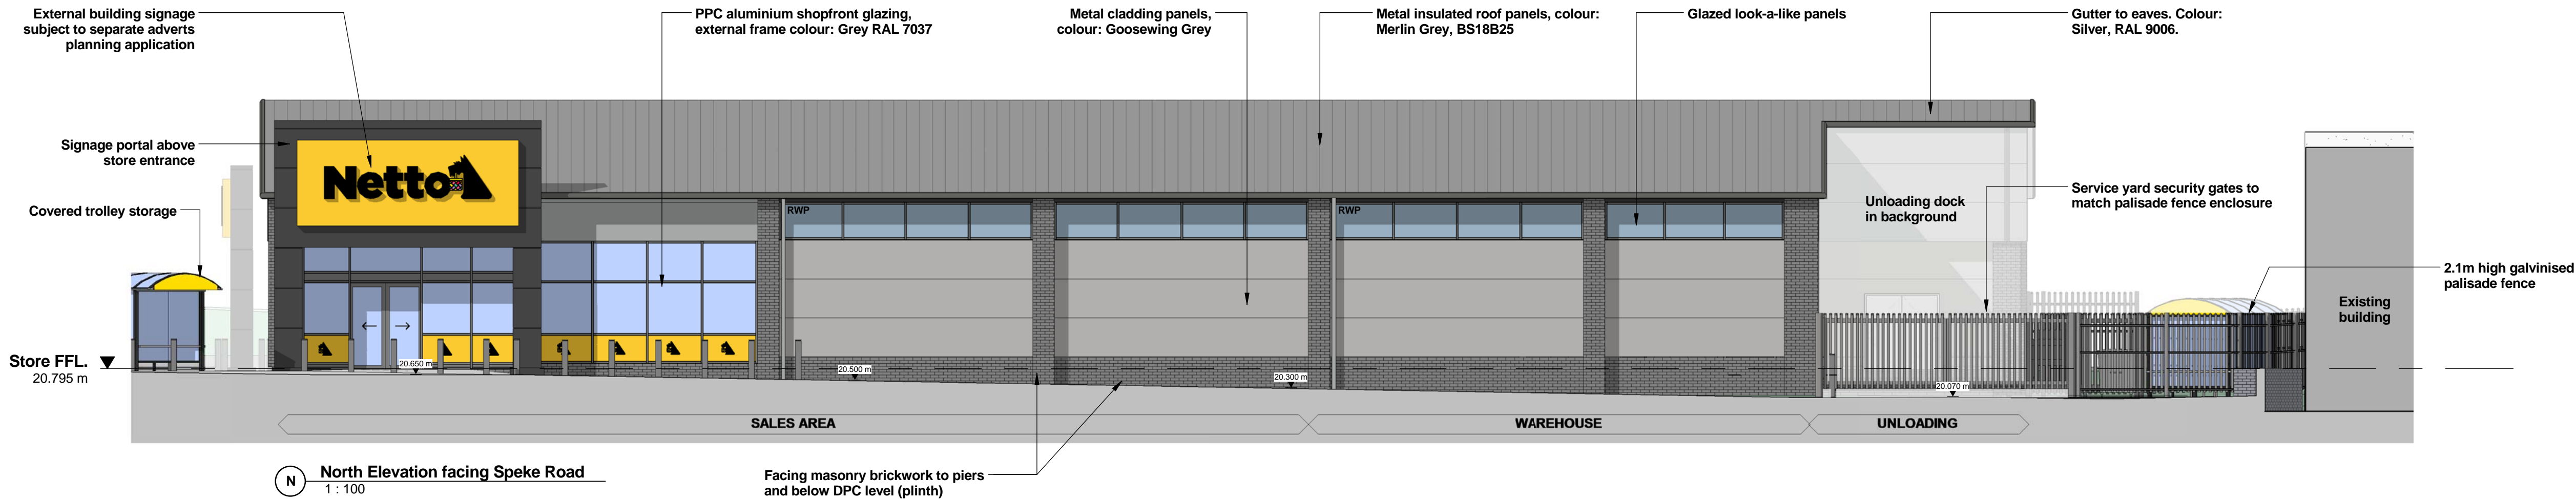 External building signage
subject to separate adverts
planning application
PPC aluminium shopfront glazing,
external frame colour: Grey RAL 7037
Metal cladding panels,
colour: Goosewing Grey
Metal insulated roof panels, colour:
Merlin Grey, BS18B25
Glazed look-a-like panels
Gutter to eaves. Colour:
Silver, RAL 9006.
Signage portal above
store entrance
Netto
Covered trolley storage
RWP
RWP
Unloading dock
in background
Service yard security gates to
match palisade fence enclosure
2.1m high galvinised
palisade fence
Existing
building
Store FFL.
20.795 m
20.650 m
20.500 m
20.300 m
20.070 m
SALES AREA
WAREHOUSE
UNLOADING
N
North Elevation facing Speke Road
1 : 100
Facing masonry brickwork to piers
and below DPC level (plinth)